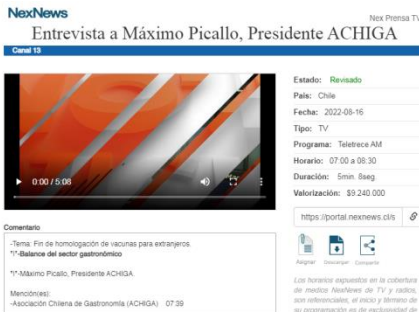 NexNews
Nex Prensa TV
Entrevista a Máximo Picallo, Presidente ACHIGA
Canal 13
0:00 / 5:08
Estado: Revisado
País: Chile
Fecha: 2022-08-16
Tipo: TV
Programa: Teletrece AM
Horario: 07:00 a 08:30
Duración: 5min. 8seg.
Valorización: $9.240.000
https://portal.nexnews.cl/s
Asignar Descargar Compartir
Comentario
-Tema: Fin de homologación de vacunas para extranjeros.
*\*-Balance del sector gastronómico
*\*-Máximo Picallo, Presidente ACHIGA.
Mención(es):
-Asociación Chilena de Gastronomía (ACHIGA) 07:39
Los horarios expuestos en la cobertura
de medios NexNews de TV y radios,
son referenciales, el inicio y término de
su programación es de exclusividad de